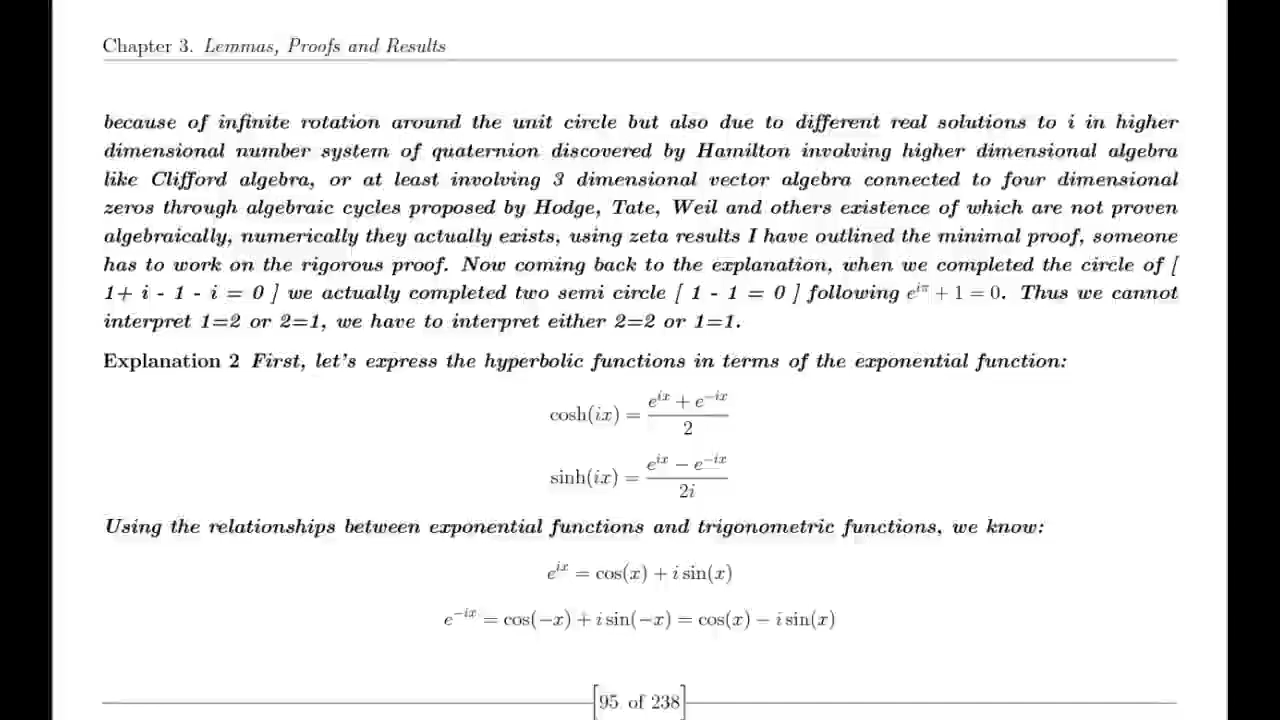 Chapter 3. Lemmas, Proofs and Results
because of infinite rotation around the unit circle but also due to different real solutions to i in higher
dimensional number system of quaternion discovered by Hamilton involving higher dimensional algebra
like Clifford algebra, or at least involving 3 dimensional vector algebra connected to four dimensional
zeros through algebraic cycles proposed by Hodge, Tate, Weil and others existence of which are not proven
algebraically, numerically they actually exists, using zeta results I have outlined the minimal proof, someone
has to work on the rigorous proof. Now coming back to the explanation, when we completed the circle of [
1+ i - 1 - i = 0 ] we actually completed two semi circle [ 1 - 1 = 0 ] following e^{iπ} + 1 = 0. Thus we cannot
interpret 1=2 or 2=1, we have to interpret either 2=2 or 1=1.
Explanation 2 First, let's express the hyperbolic functions in terms of the exponential function:
cosh(ix) = \frac{e^{ix} + e^{-ix}}{2}
sinh(ix) = \frac{e^{ix} − e^{-ix}}{2i}
Using the relationships between exponential functions and trigonometric functions, we know:
e^{ix} = cos(x) + i sin(x)
e^{-ix} = cos(−x) + i sin(−x) = cos(x) − i sin(x)
[95 of 238]